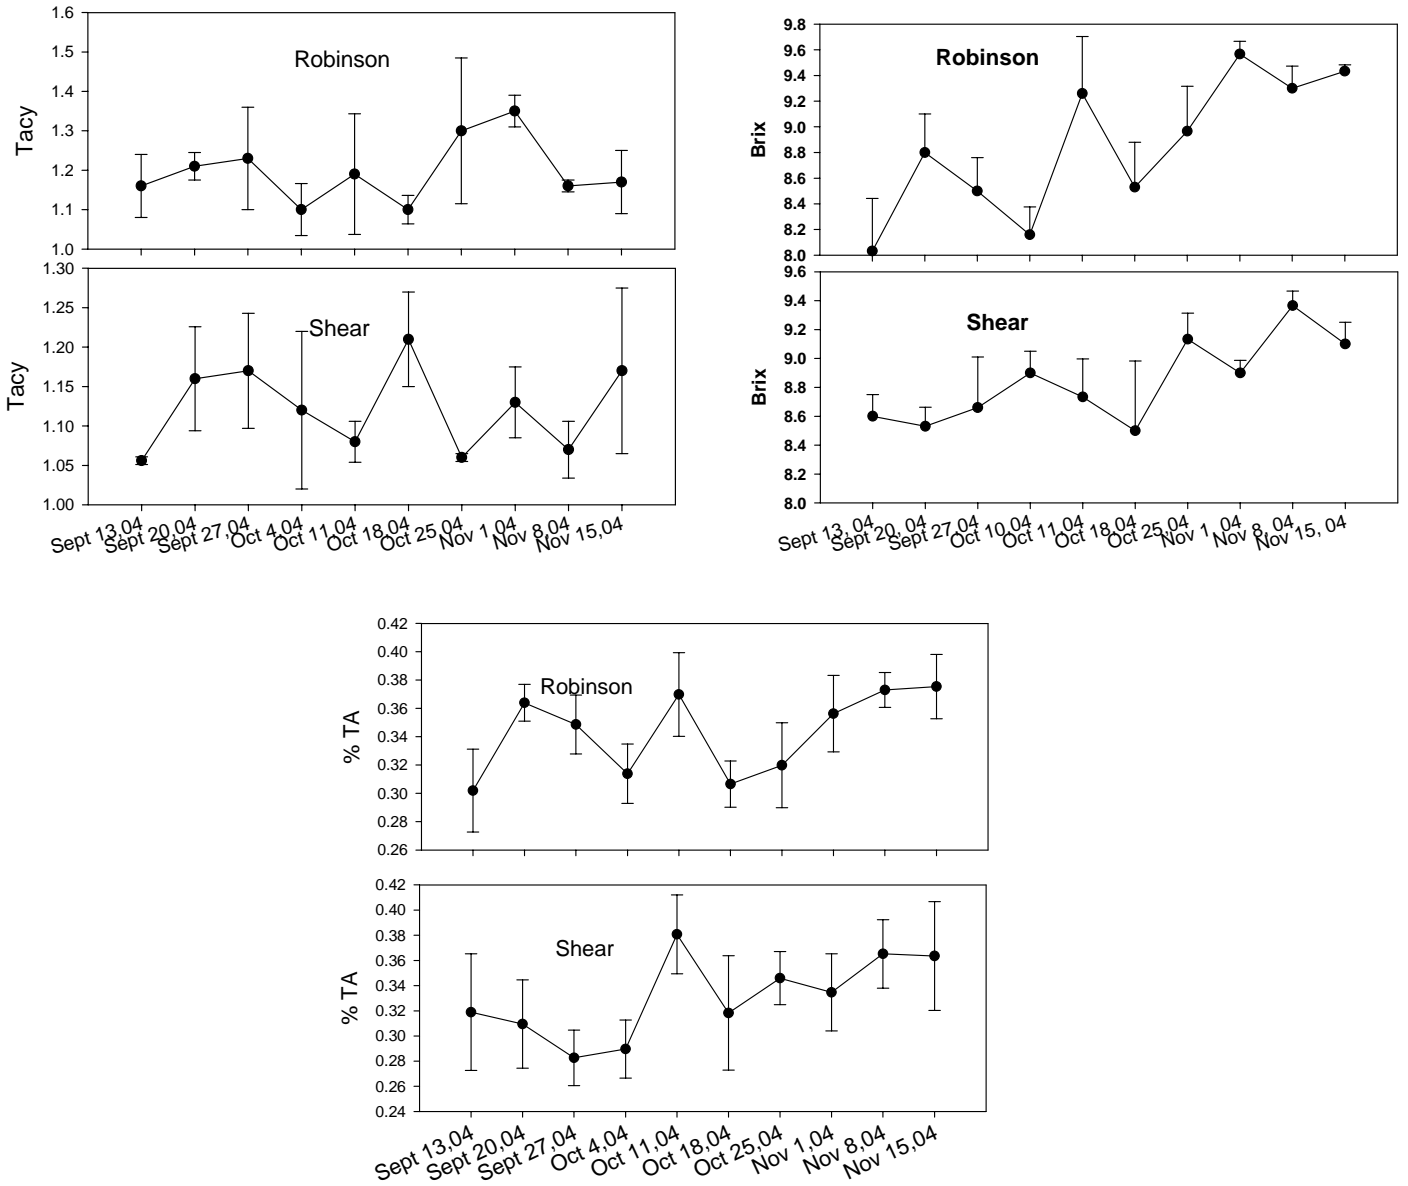 1.6
1.5
1.4
1.3
1.2
1.1
1.0
Tacy
Robinson
1.30
1.25
1.20
1.15
1.10
1.05
1.00
Tacy
Shear
Sept 13,04
Sept 20,04
Sept 27,04
Oct 4,04
Oct 11,04
Oct 18,04
Oct 25,04
Nov 1,04
Nov 8,04
Nov 15,04
9.8
9.6
9.4
9.2
9.0
8.8
8.6
8.4
8.2
8.0
Brix
Robinson
9.6
9.4
9.2
9.0
8.8
8.6
8.4
8.2
8.0
Brix
Shear
Sept 13, 04
Sept 20, 04
Sept 27,04
Oct 10,04
Oct 11,04
Oct 18,04
Oct 25,04
Nov 1, 04
Nov 8, 04
Nov 15, 04
0.42
0.40
0.38
0.36
0.34
0.32
0.30
0.28
0.26
% TA
Robinson
0.42
0.40
0.38
0.36
0.34
0.32
0.30
0.28
0.26
0.24
% TA
Shear
Sept 13,04
Sept 20,04
Sept 27,04
Oct 4,04
Oct 11,04
Oct 18,04
Oct 25,04
Nov 1,04
Nov 8,04
Nov 15,04